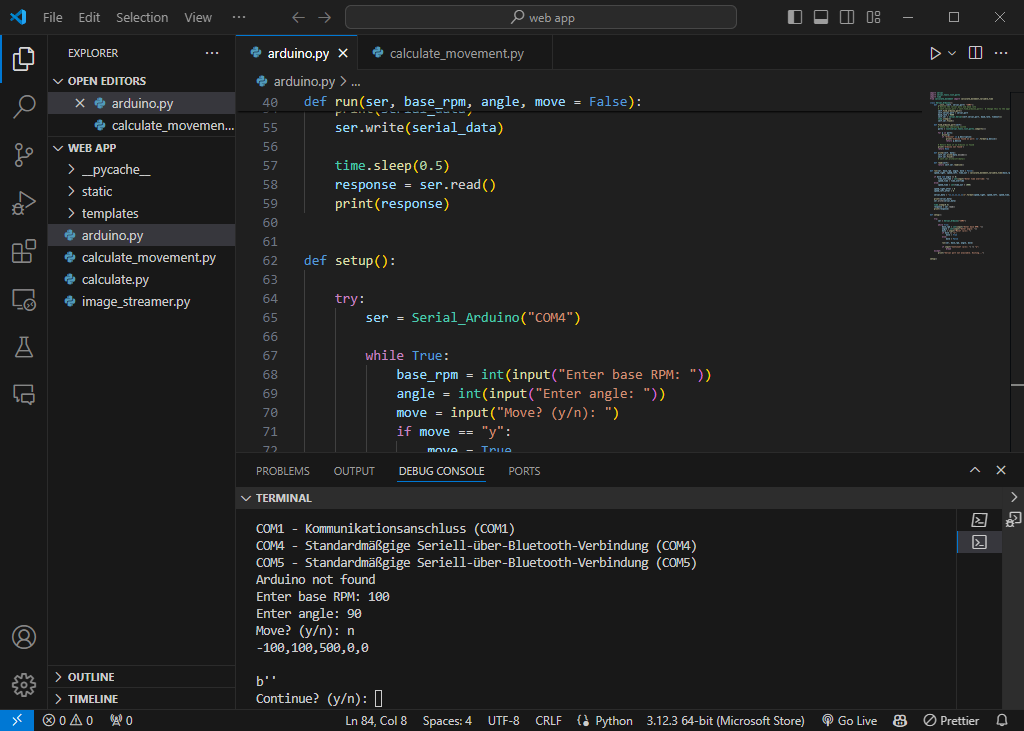 File Edit Selection View ··· web app
EXPLORER ···
OPEN EDITORS
arduino.py
calculate_movemen...
WEB APP
__pycache__
static
templates
arduino.py
calculate_movement.py
calculate.py
image_streamer.py
OUTLINE
TIMELINE
arduino.py calculate_movement.py
arduino.py > ...
40 def run(ser, base_rpm, angle, move = False):
print(serial_data)
55 ser.write(serial_data)
56
57 time.sleep(0.5)
58 response = ser.read()
59 print(response)
60
61
62 def setup():
63
64 try:
65 ser = Serial_Arduino("COM4")
66
67 while True:
68 base_rpm = int(input("Enter base RPM: "))
69 angle = int(input("Enter angle: "))
70 move = input("Move? (y/n): ")
71 if move == "y":
72 move = True
PROBLEMS OUTPUT DEBUG CONSOLE PORTS
TERMINAL
COM1 - Kommunikationsanschluss (COM1)
COM4 - Standardmäßgige Seriell-über-Bluetooth-Verbindung (COM4)
COM5 - Standardmäßgige Seriell-über-Bluetooth-Verbindung (COM5)
Arduino not found
Enter base RPM: 100
Enter angle: 90
Move? (y/n): n
-100,100,500,0,0
b''
Continue? (y/n):
0 0 0 Ln 84, Col 8 Spaces: 4 UTF-8 CRLF Python 3.12.3 64-bit (Microsoft Store) Go Live Prettier